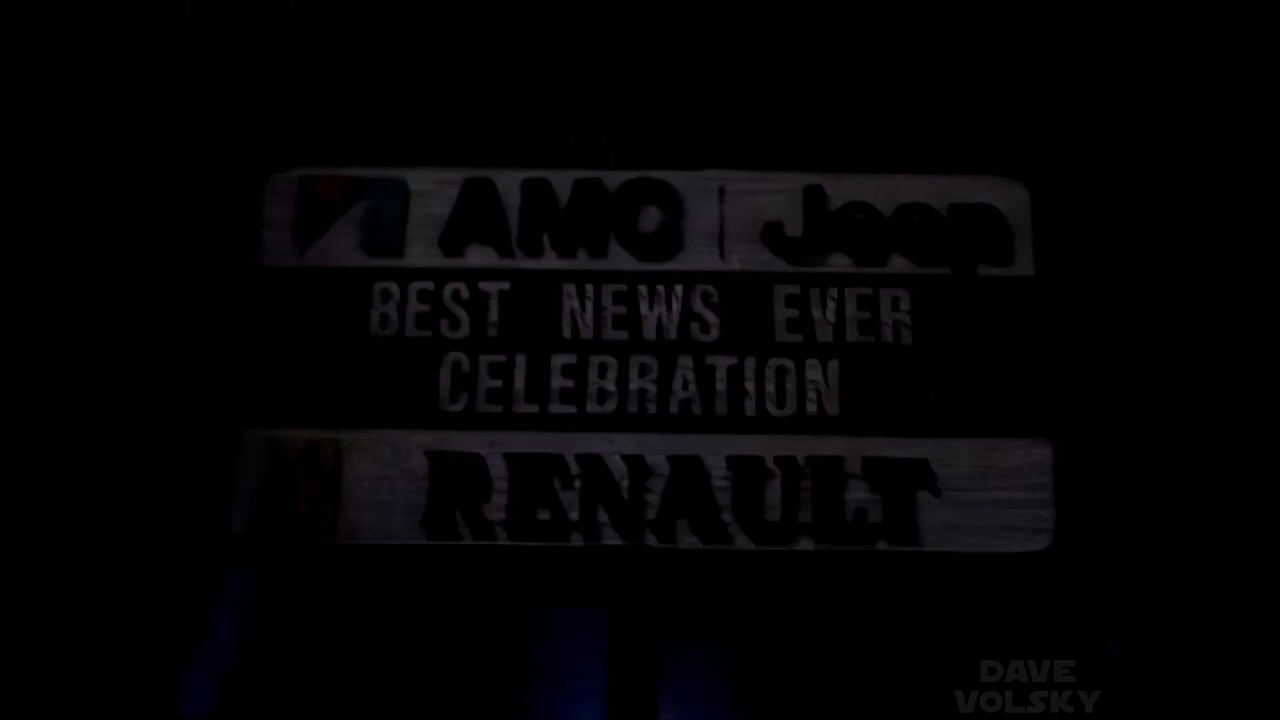 AMC | Jeep
BEST NEWS EVER
CELEBRATION
RENAULT
DAVE
VOLSKY